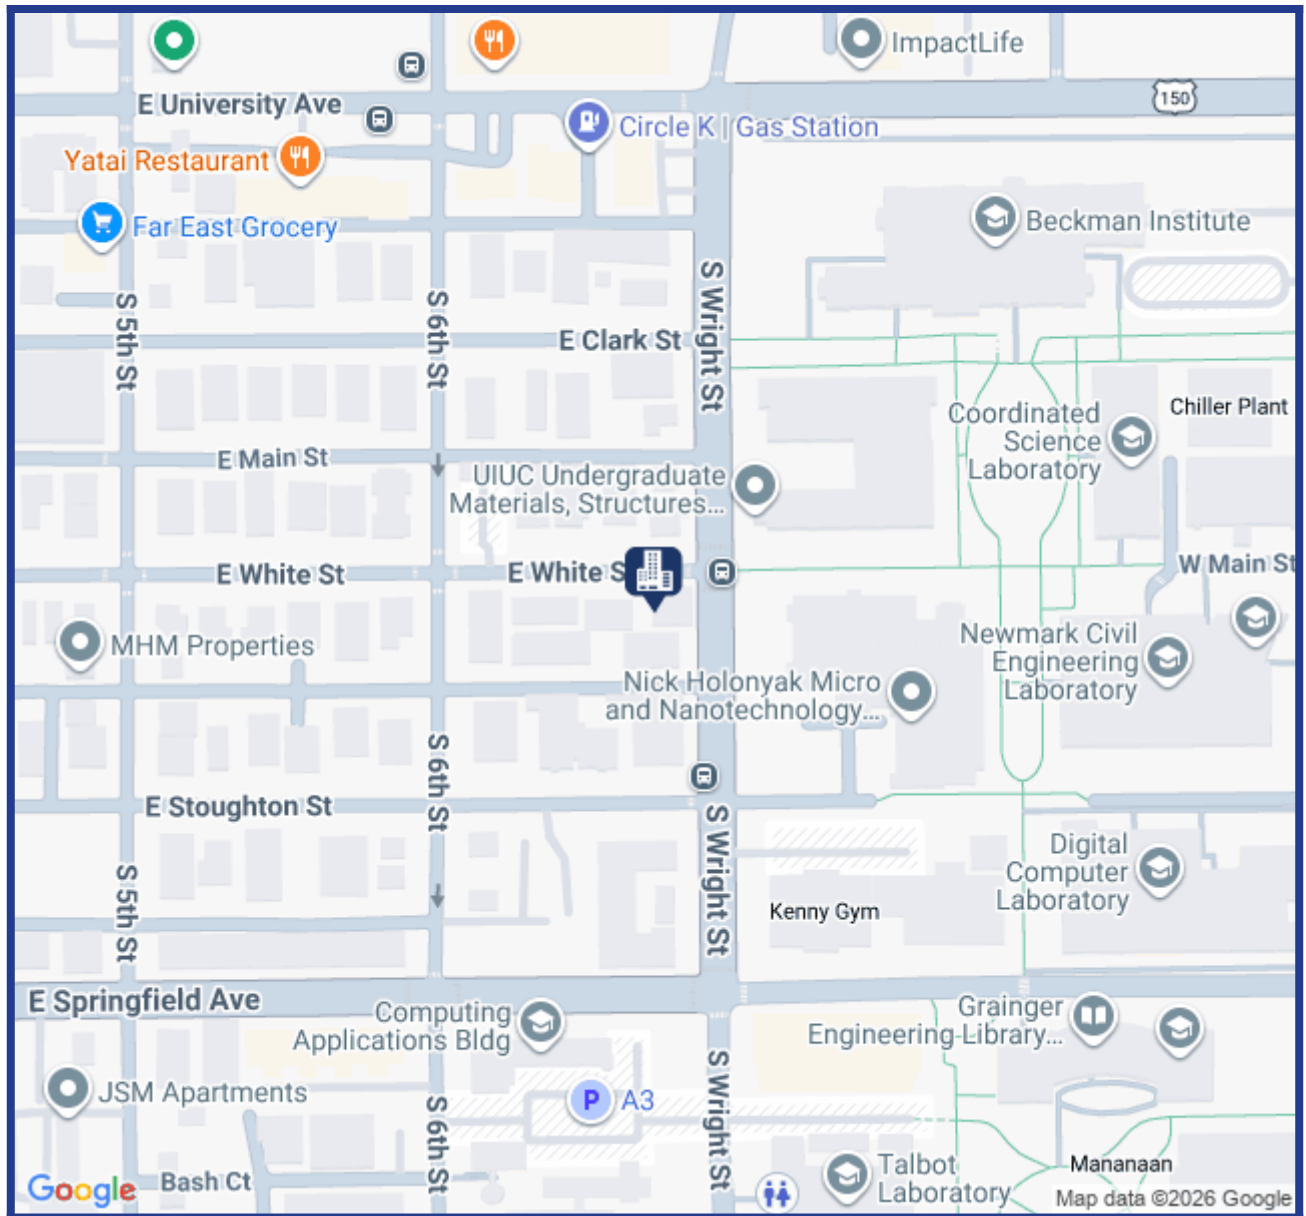 ImpactLife
E University Ave
150
Circle K | Gas Station
Yatai Restaurant
Far East Grocery
Beckman Institute
S 5th St
S 6th St
S Wright St
E Clark St
Coordinated
Science
Laboratory
Chiller Plant
E Main St
UIUC Undergraduate
Materials, Structures...
E White St
E White S
W Main St
MHM Properties
Newmark Civil
Engineering
Laboratory
Nick Holonyak Micro
and Nanotechnology...
S 6th St
E Stoughton St
S Wright St
Digital
Computer
Laboratory
S 5th St
Kenny Gym
E Springfield Ave
Computing
Applications Bldg
Grainger
Engineering Library...
JSM Apartments
P
A3
S 6th St
S Wright St
Bash Ct
Talbot
Laboratory
Mananaan
Google
Map data ©2026 Google